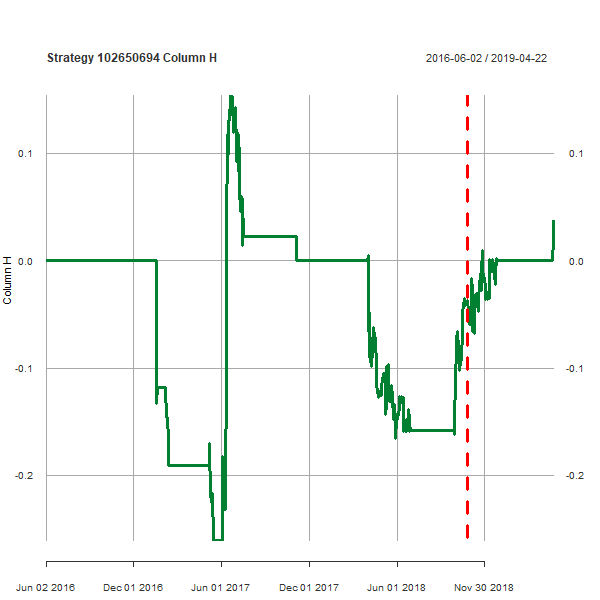 Strategy 102650694 Column H
2016-06-02 / 2019-04-22
0.1
0.0
-0.1
-0.2
Column H
0.1
0.0
-0.1
-0.2
Jun 02 2016
Dec 01 2016
Jun 01 2017
Dec 01 2017
Jun 01 2018
Nov 30 2018